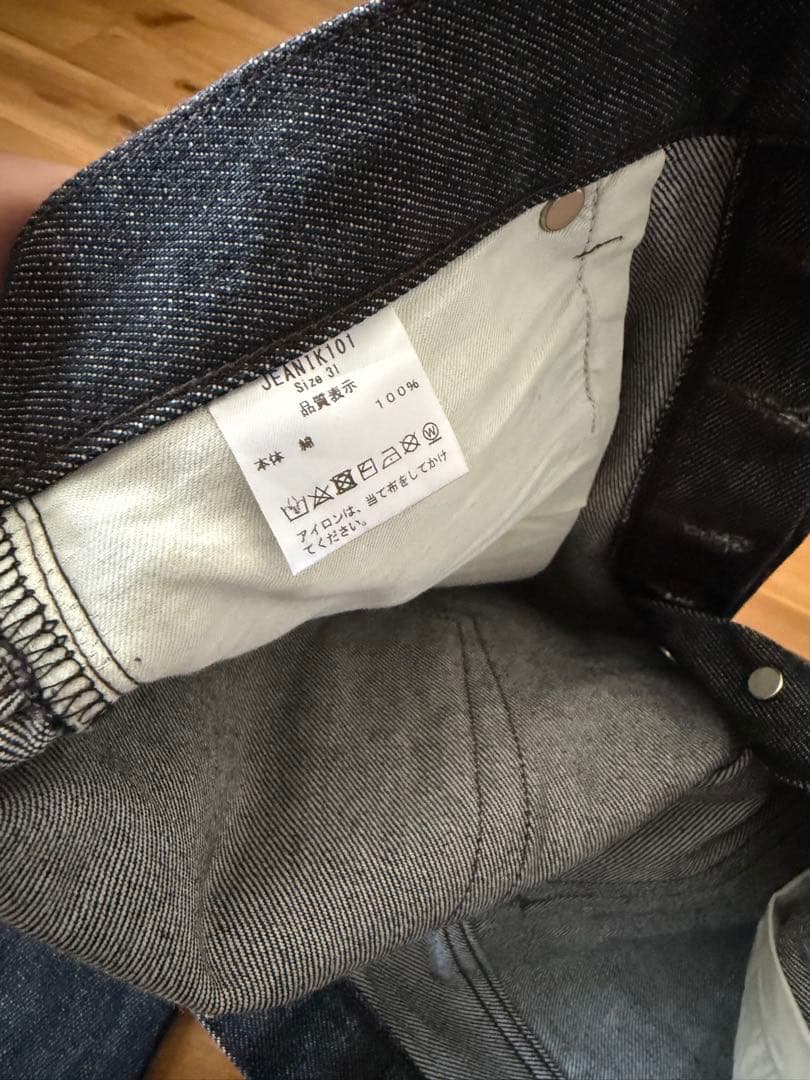 JEANIK101
Size 31
品質表示
本体 綿 100%
W
アイロンは、当て布をしてかけ
てください。